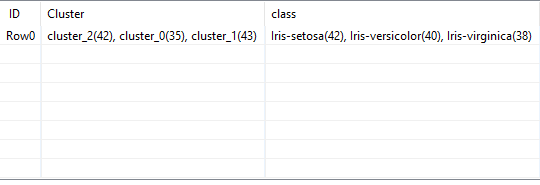 ID Cluster class
Row0 cluster_2(42), cluster_0(35), cluster_1(43) Iris-setosa(42), Iris-versicolor(40), Iris-virginica(38)